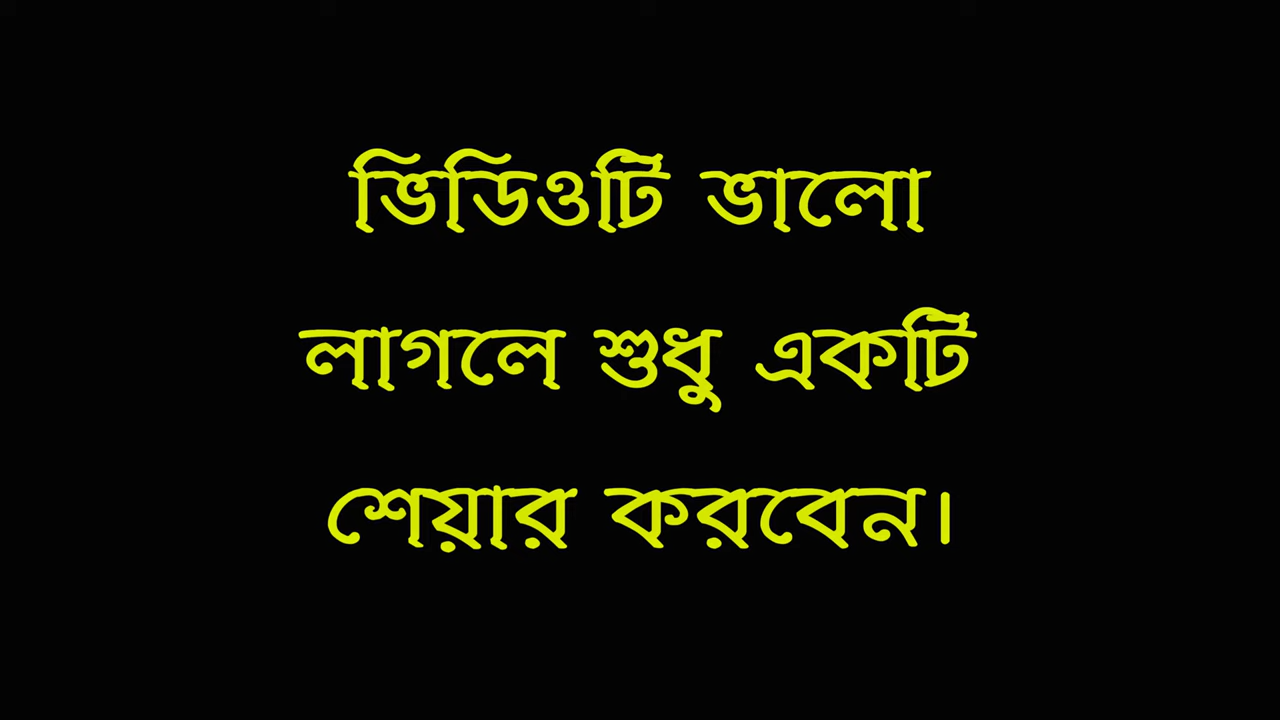 ভিডিওটি ভালো
লাগলে শুধু একটি
শেয়ার করবেন।